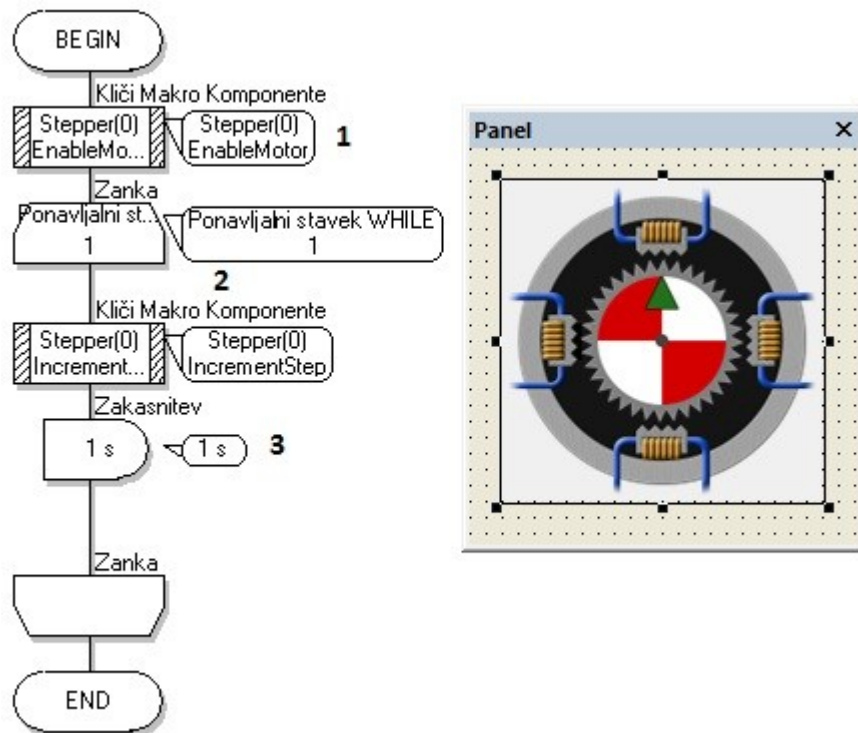 BEGIN
Kliči Makro Komponente
Stepper(0)
EnableMo...
Stepper(0)
EnableMotor
1
Zanka
Ponavljalni st...
1
Ponavljalni stavek WHILE
1
2
Kliči Makro Komponente
Stepper(0)
Increment...
Stepper(0)
IncrementStep
Zakasnitev
1 s
1 s
3
Zanka
END
Panel